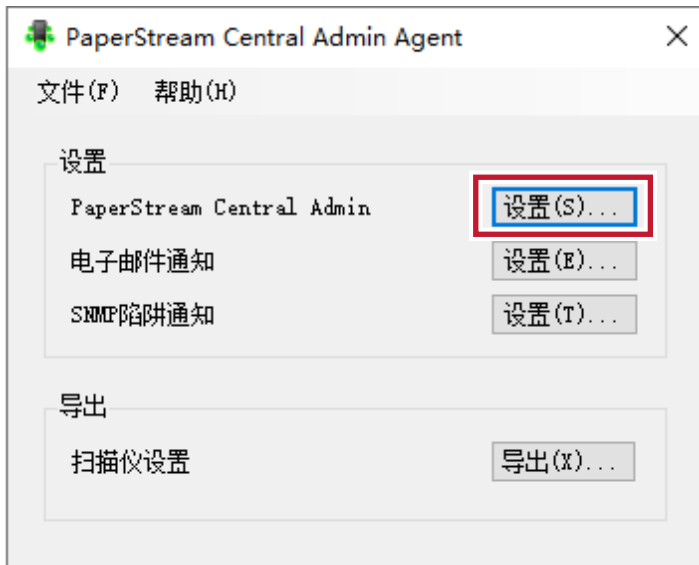 PaperStream Central Admin Agent
文件(F) 帮助(H)
设置
PaperStream Central Admin 设置(S)...
电子邮件通知 设置(E)...
SNMP陷阱通知 设置(T)...
导出
扫描仪设置 导出(X)...